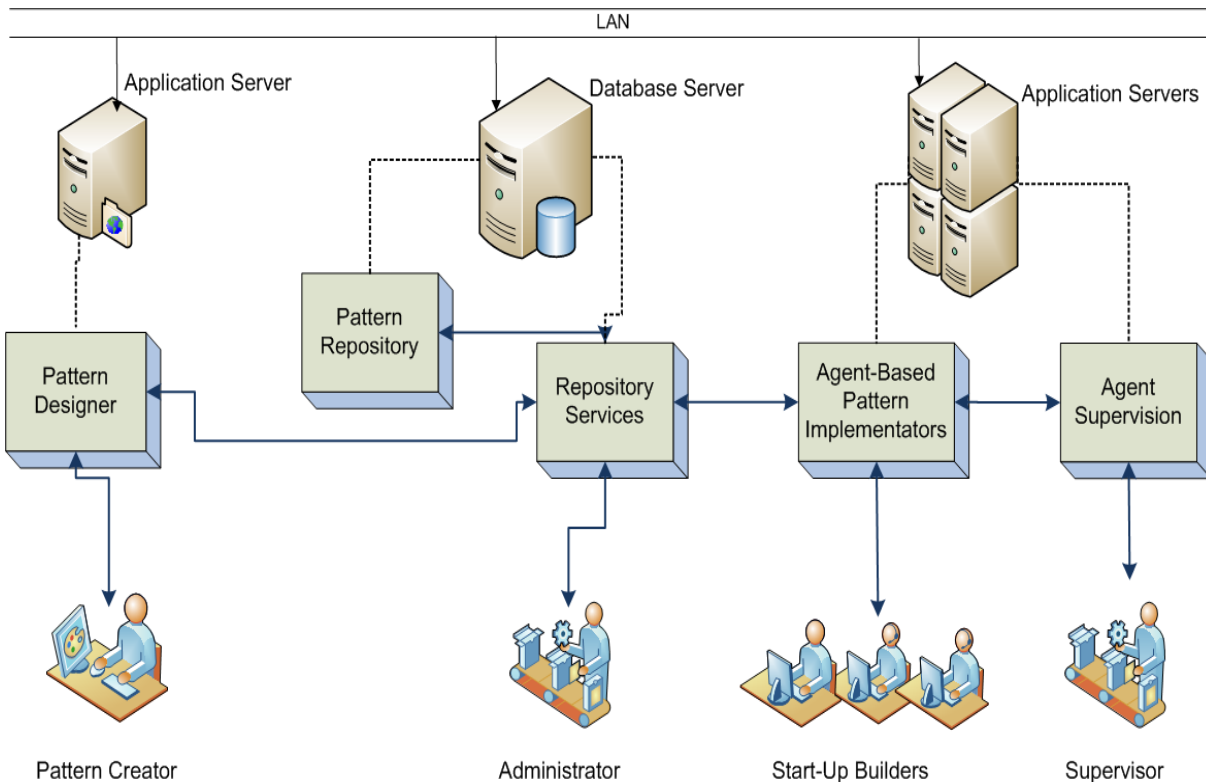 LAN
Application Server
Database Server
Application Servers
Pattern
Designer
Pattern
Repository
Repository
Services
Agent-Based
Pattern
Implementators
Agent
Supervision
Pattern Creator
Administrator
Start-Up Builders
Supervisor